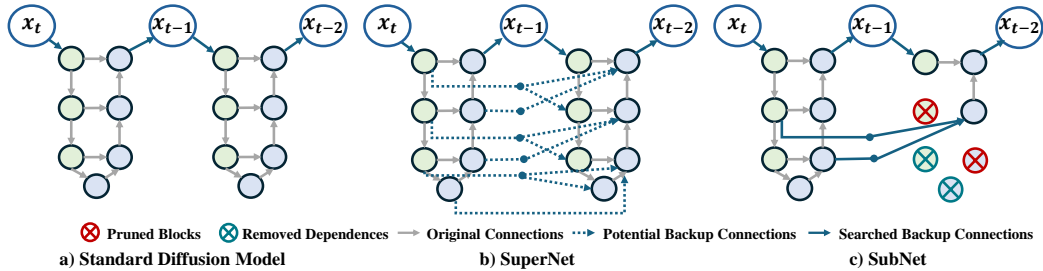 x_t x_{t-1} x_{t-2} x_t x_{t-1} x_{t-2} x_t x_{t-1} x_{t-2}
Pruned Blocks Removed Dependences Original Connections Potential Backup Connections Searched Backup Connections
a) Standard Diffusion Model b) SuperNet c) SubNet